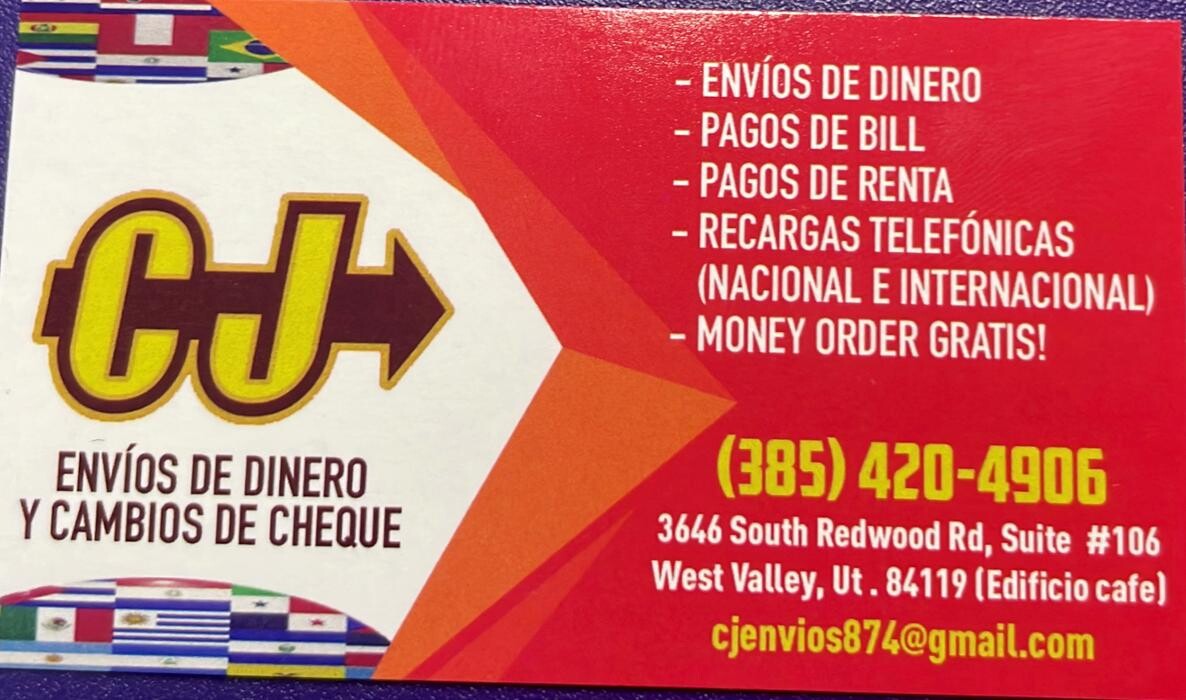 CJ
ENVÍOS DE DINERO
Y CAMBIOS DE CHEQUE
- ENVÍOS DE DINERO
- PAGOS DE BILL
- PAGOS DE RENTA
- RECARGAS TELEFÓNICAS
(NACIONAL E INTERNACIONAL)
- MONEY ORDER GRATIS!
(385) 420-4906
3646 South Redwood Rd, Suite #106
West Valley, Ut. 84119 (Edificio cafe)
cjenvios874@gmail.com